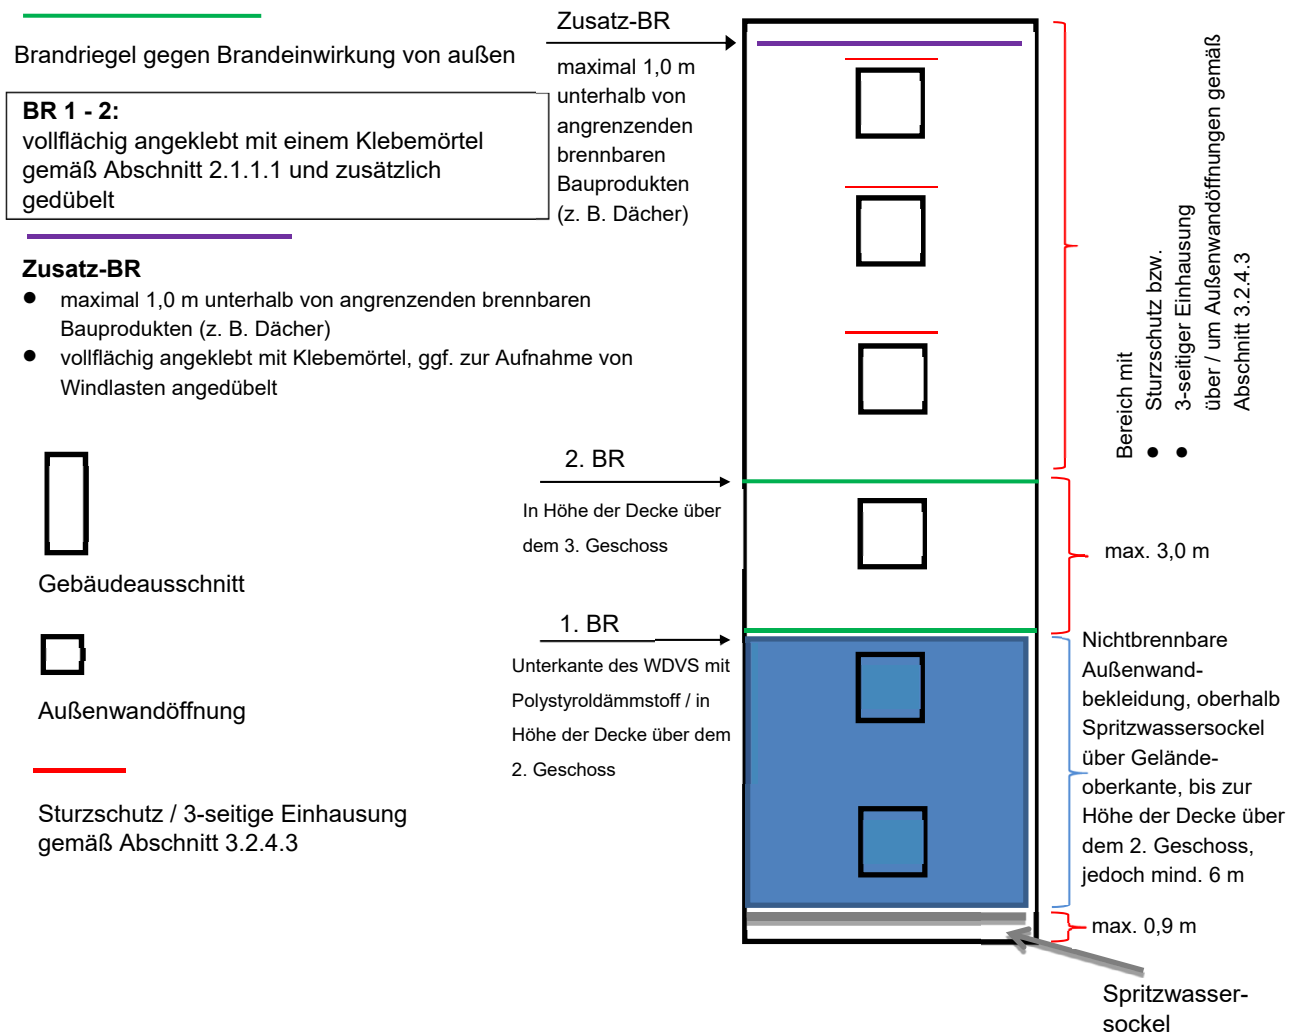 Brandriegel gegen Brandeinwirkung von außen
BR 1 - 2:
vollflächig angeklebt mit einem Klebemörtel
gemäß Abschnitt 2.1.1.1 und zusätzlich
gedübelt
Zusatz-BR
● maximal 1,0 m unterhalb von angrenzenden brennbaren
Bauprodukten (z. B. Dächer)
● vollflächig angeklebt mit Klebemörtel, ggf. zur Aufnahme von
Windlasten angedübelt
Gebäudeausschnitt
Außenwandöffnung
Sturzschutz / 3-seitige Einhausung
gemäß Abschnitt 3.2.4.3
Zusatz-BR
maximal 1,0 m
unterhalb von
angrenzenden
brennbaren
Bauprodukten
(z. B. Dächer)
2. BR
In Höhe der Decke über
dem 3. Geschoss
1. BR
Unterkante des WDVS mit
Polystyroldämmstoff / in
Höhe der Decke über dem
2. Geschoss
Bereich mit
● Sturzschutz bzw.
● 3-seitiger Einhausung
über / um Außenwandöffnungen gemäß
Abschnitt 3.2.4.3
max. 3,0 m
Nichtbrennbare
Außenwand-
bekleidung, oberhalb
Spritzwassersockel
über Gelände-
oberkante, bis zur
Höhe der Decke über
dem 2. Geschoss,
jedoch mind. 6 m
max. 0,9 m
Spritzwasser-
sockel